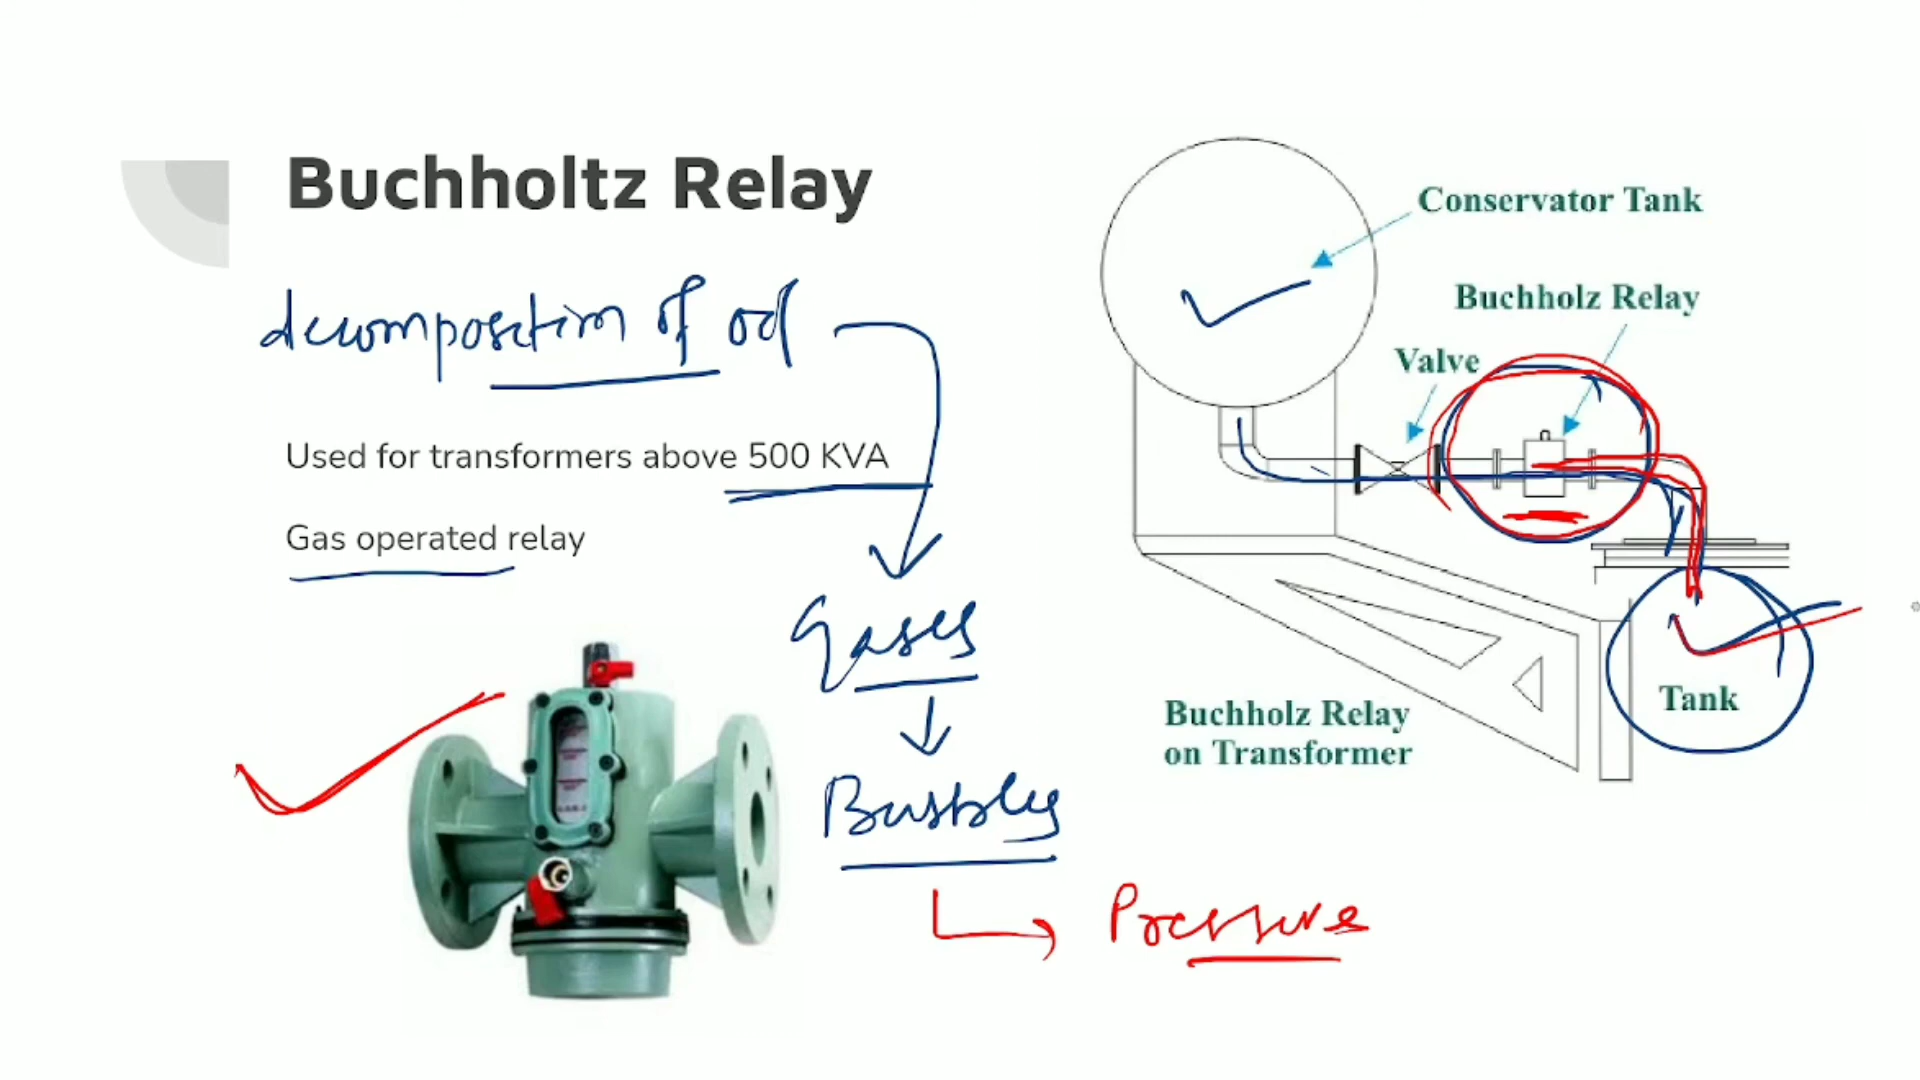 Buchholtz Relay
decomposition of oil
Used for transformers above 500 KVA
Gas operated relay
gases
Bubbles
Pressure
Conservator Tank
Buchholz Relay
Valve
Tank
Buchholz Relay
on Transformer